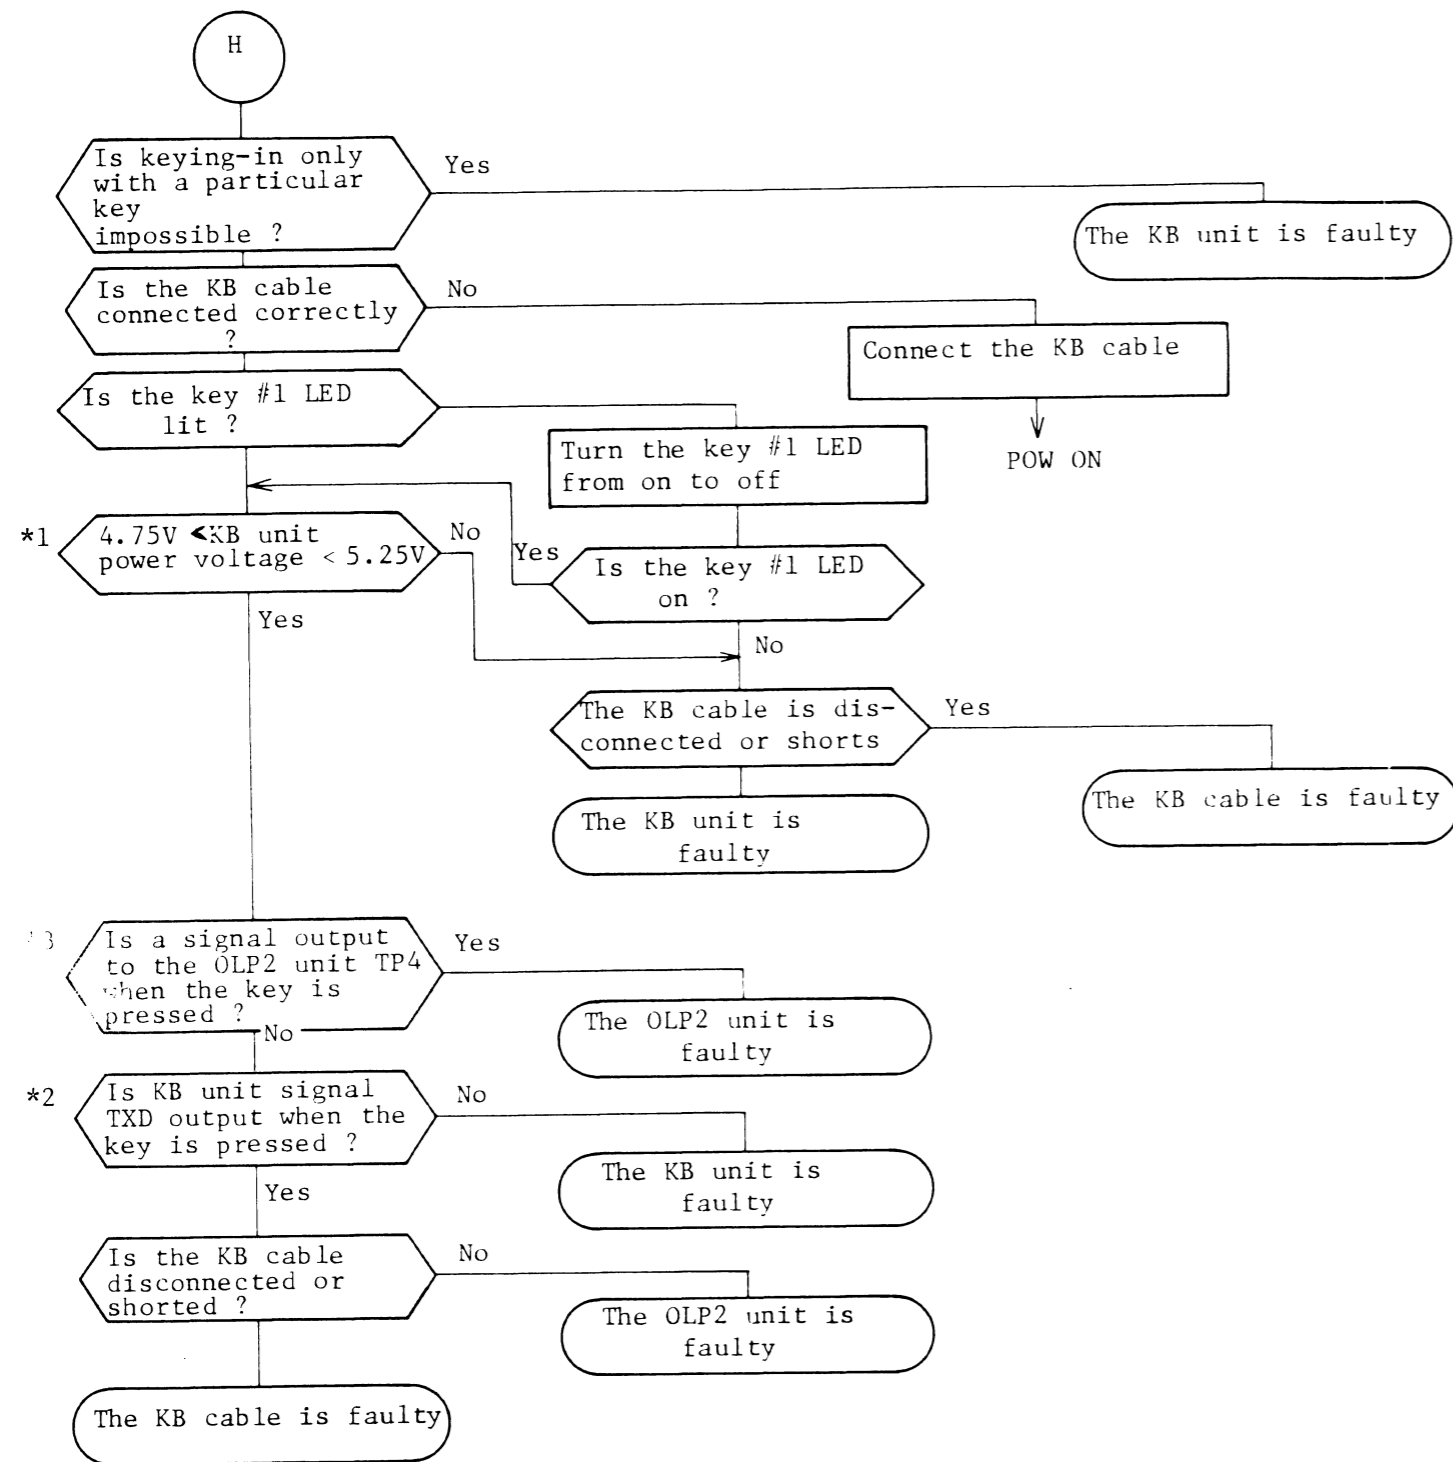 H
Is keying-in only
with a particular
key
impossible ?
Yes
The KB unit is faulty
Is the KB cable
connected correctly
?
No
Connect the KB cable
POW ON
Is the key #1 LED
lit ?
Turn the key #1 LED
from on to off
*1
4.75V <KB unit
power voltage < 5.25V
No
Yes
Yes
Is the key #1 LED
on ?
No
The KB cable is dis-
connected or shorts
Yes
The KB cable is faulty
The KB unit is
faulty
3
Is a signal output
to the OLP2 unit TP4
when the key is
pressed ?
Yes
No
The OLP2 unit is
faulty
*2
Is KB unit signal
TXD output when the
key is pressed ?
No
Yes
The KB unit is
faulty
Is the KB cable
disconnected or
shorted ?
No
The OLP2 unit is
faulty
The KB cable is faulty